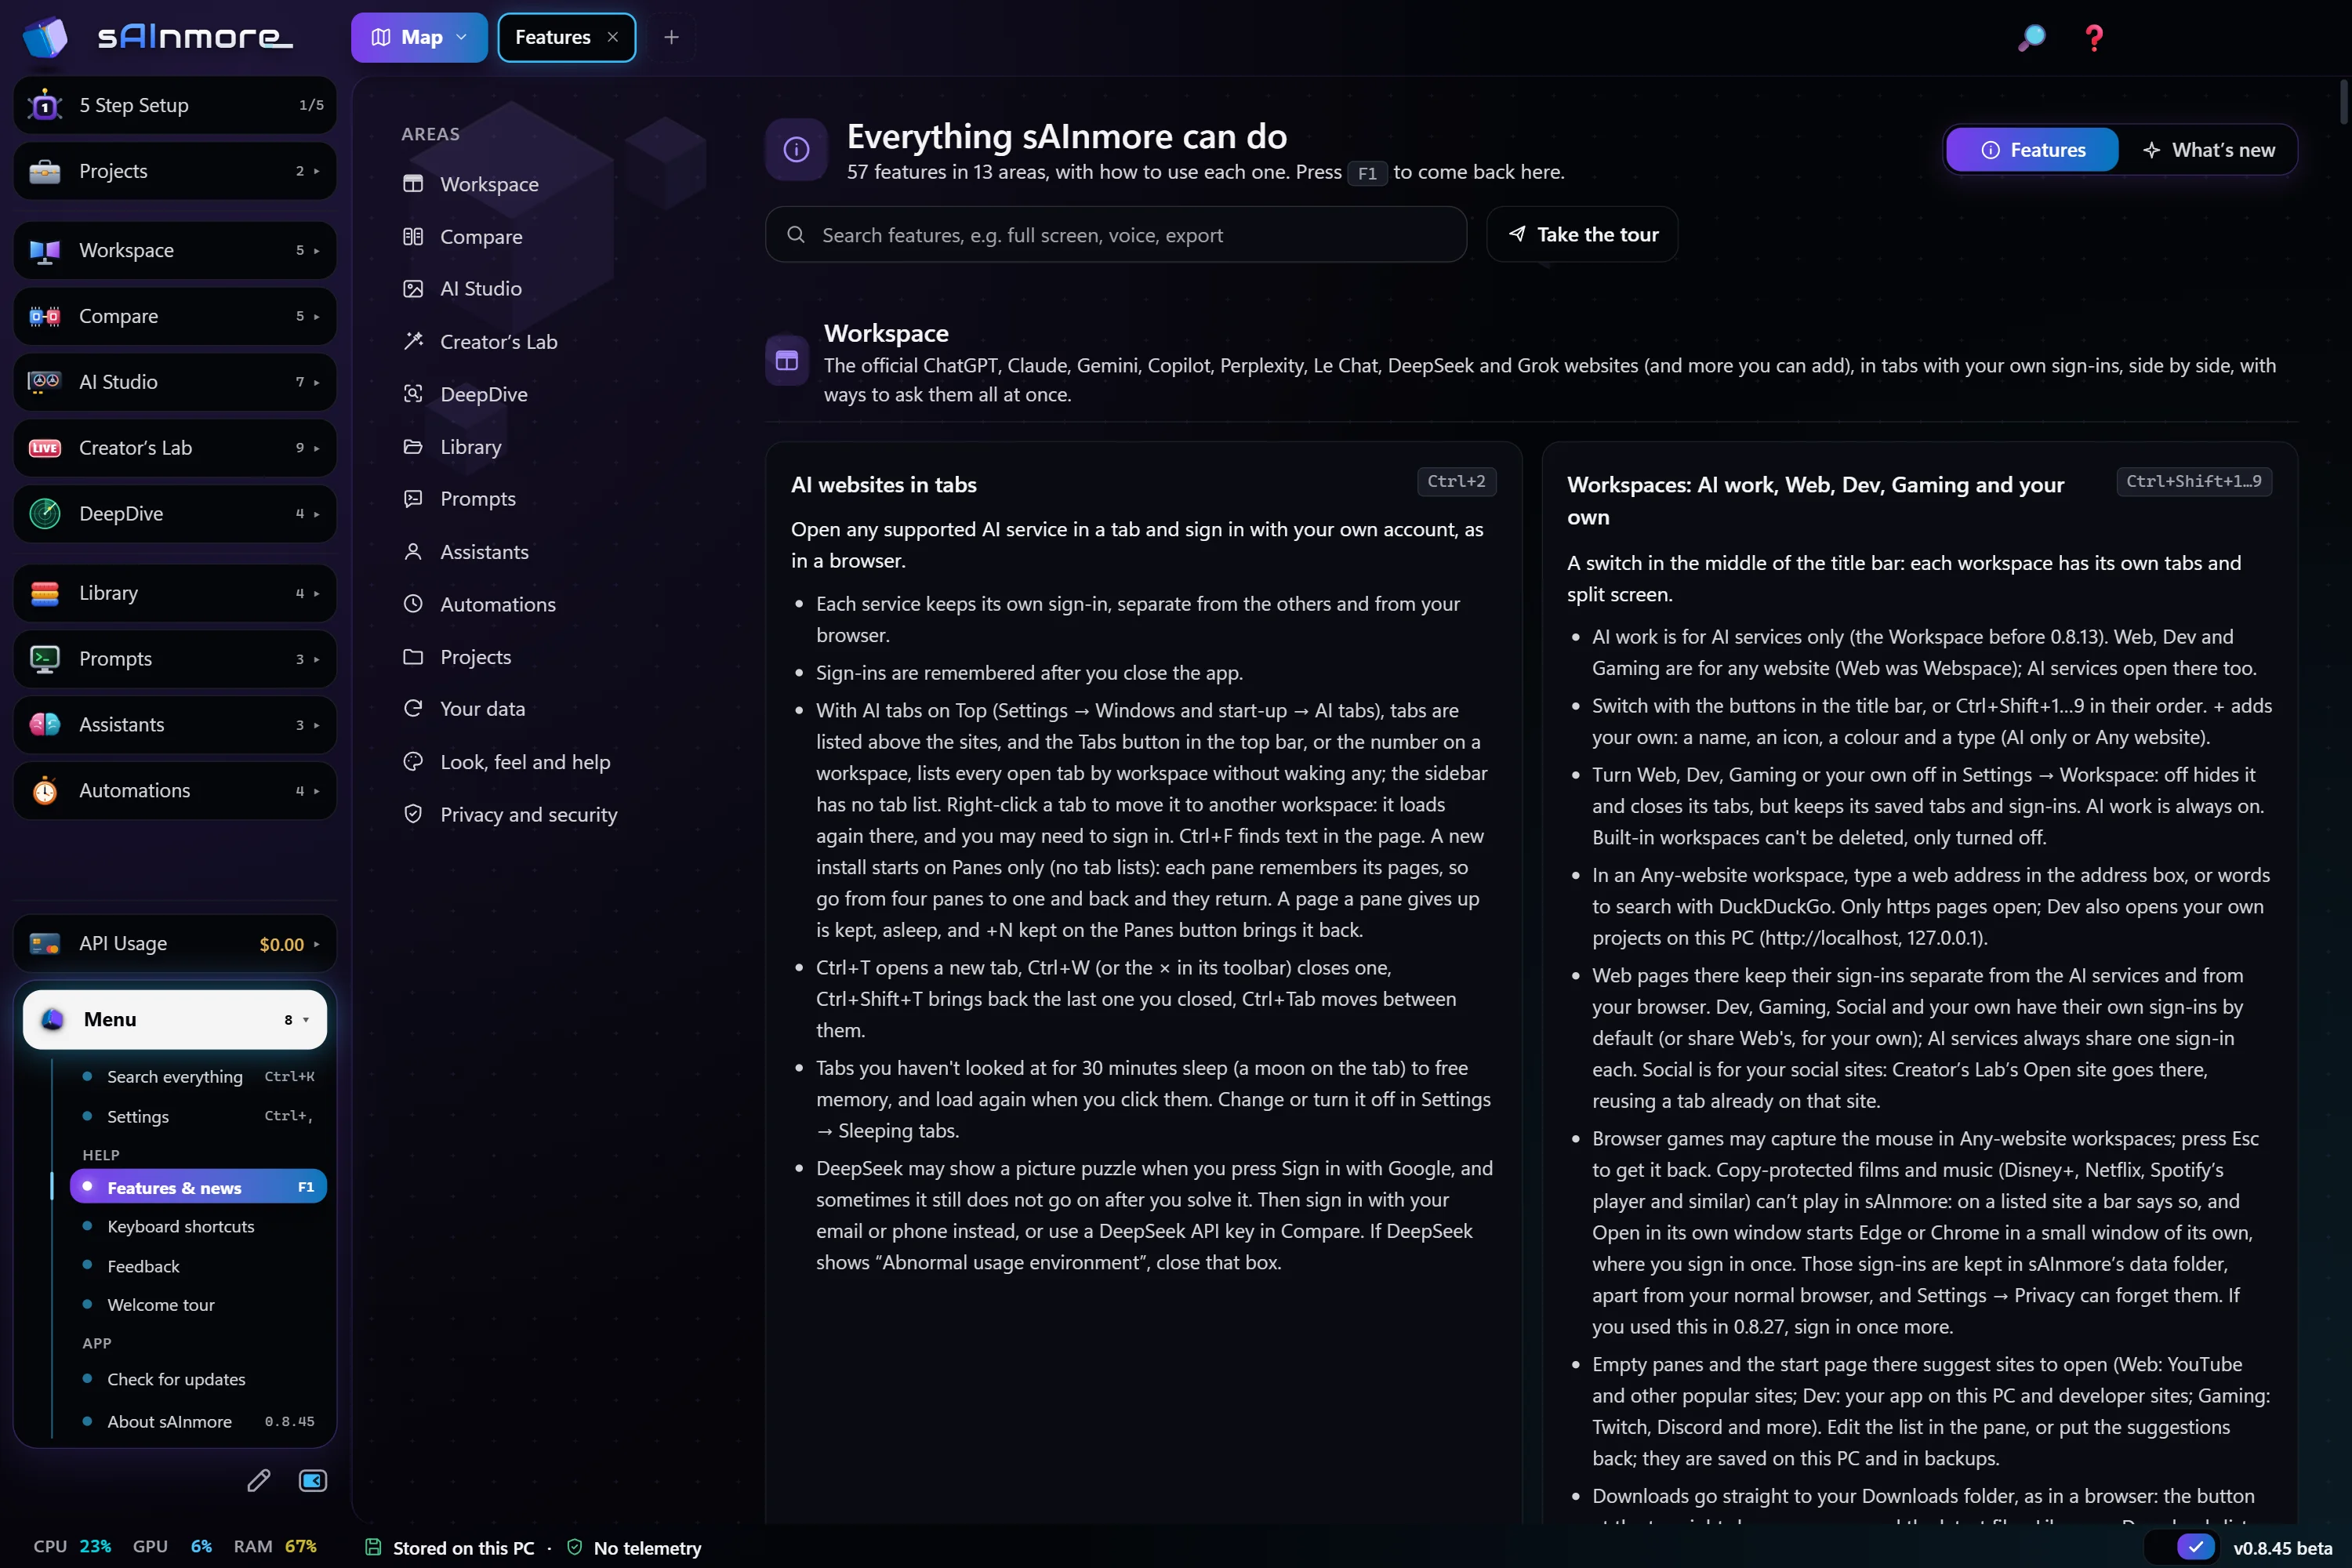 sAInmore_
Map
Features ×
+
5 Step Setup 1/5
Projects 2
Workspace 5
Compare 5
AI Studio 7
LIVE Creator’s Lab 9
DeepDive 4
Library 4
Prompts 3
Assistants 3
Automations 4
API Usage $0.00
Menu 8
Search everything Ctrl+K
Settings Ctrl+,
HELP
Features & news F1
Keyboard shortcuts
Feedback
Welcome tour
APP
Check for updates
About sAInmore 0.8.45
CPU 23% GPU 6% RAM 67%
AREAS
Workspace
Compare
AI Studio
Creator’s Lab
DeepDive
Library
Prompts
Assistants
Automations
Projects
Your data
Look, feel and help
Privacy and security
Everything sAInmore can do
57 features in 13 areas, with how to use each one. Press F1 to come back here.
Features
What’s new
Search features, e.g. full screen, voice, export
Take the tour
Workspace
The official ChatGPT, Claude, Gemini, Copilot, Perplexity, Le Chat, DeepSeek and Grok websites (and more you can add), in tabs with your own sign-ins, side by side, with
ways to ask them all at once.
AI websites in tabs Ctrl+2
Open any supported AI service in a tab and sign in with your own account, as
in a browser.
• Each service keeps its own sign-in, separate from the others and from your
browser.
• Sign-ins are remembered after you close the app.
• With AI tabs on Top (Settings → Windows and start-up → AI tabs), tabs are
listed above the sites, and the Tabs button in the top bar, or the number on a
workspace, lists every open tab by workspace without waking any; the sidebar
has no tab list. Right-click a tab to move it to another workspace: it loads
again there, and you may need to sign in. Ctrl+F finds text in the page. A new
install starts on Panes only (no tab lists): each pane remembers its pages, so
go from four panes to one and back and they return. A page a pane gives up
is kept, asleep, and +N kept on the Panes button brings it back.
• Ctrl+T opens a new tab, Ctrl+W (or the × in its toolbar) closes one,
Ctrl+Shift+T brings back the last one you closed, Ctrl+Tab moves between
them.
• Tabs you haven't looked at for 30 minutes sleep (a moon on the tab) to free
memory, and load again when you click them. Change or turn it off in Settings
→ Sleeping tabs.
• DeepSeek may show a picture puzzle when you press Sign in with Google, and
sometimes it still does not go on after you solve it. Then sign in with your
email or phone instead, or use a DeepSeek API key in Compare. If DeepSeek
shows “Abnormal usage environment”, close that box.
Workspaces: AI work, Web, Dev, Gaming and your Ctrl+Shift+1…9
own
A switch in the middle of the title bar: each workspace has its own tabs and
split screen.
• AI work is for AI services only (the Workspace before 0.8.13). Web, Dev and
Gaming are for any website (Web was Webspace); AI services open there too.
• Switch with the buttons in the title bar, or Ctrl+Shift+1…9 in their order. + adds
your own: a name, an icon, a colour and a type (AI only or Any website).
• Turn Web, Dev, Gaming or your own off in Settings → Workspace: off hides it
and closes its tabs, but keeps its saved tabs and sign-ins. AI work is always on.
Built-in workspaces can't be deleted, only turned off.
• In an Any-website workspace, type a web address in the address box, or words
to search with DuckDuckGo. Only https pages open; Dev also opens your own
projects on this PC (http://localhost, 127.0.0.1).
• Web pages there keep their sign-ins separate from the AI services and from
your browser. Dev, Gaming, Social and your own have their own sign-ins by
default (or share Web's, for your own); AI services always share one sign-in
each. Social is for your social sites: Creator’s Lab’s Open site goes there,
reusing a tab already on that site.
• Browser games may capture the mouse in Any-website workspaces; press Esc
to get it back. Copy-protected films and music (Disney+, Netflix, Spotify’s
player and similar) can’t play in sAInmore: on a listed site a bar says so, and
Open in its own window starts Edge or Chrome in a small window of its own,
where you sign in once. Those sign-ins are kept in sAInmore’s data folder,
apart from your normal browser, and Settings → Privacy can forget them. If
you used this in 0.8.27, sign in once more.
• Empty panes and the start page there suggest sites to open (Web: YouTube
and other popular sites; Dev: your app on this PC and developer sites; Gaming:
Twitch, Discord and more). Edit the list in the pane, or put the suggestions
back; they are saved on this PC and in backups.
• Downloads go straight to your Downloads folder, as in a browser: the button
Stored on this PC · No telemetry
v0.8.45 beta